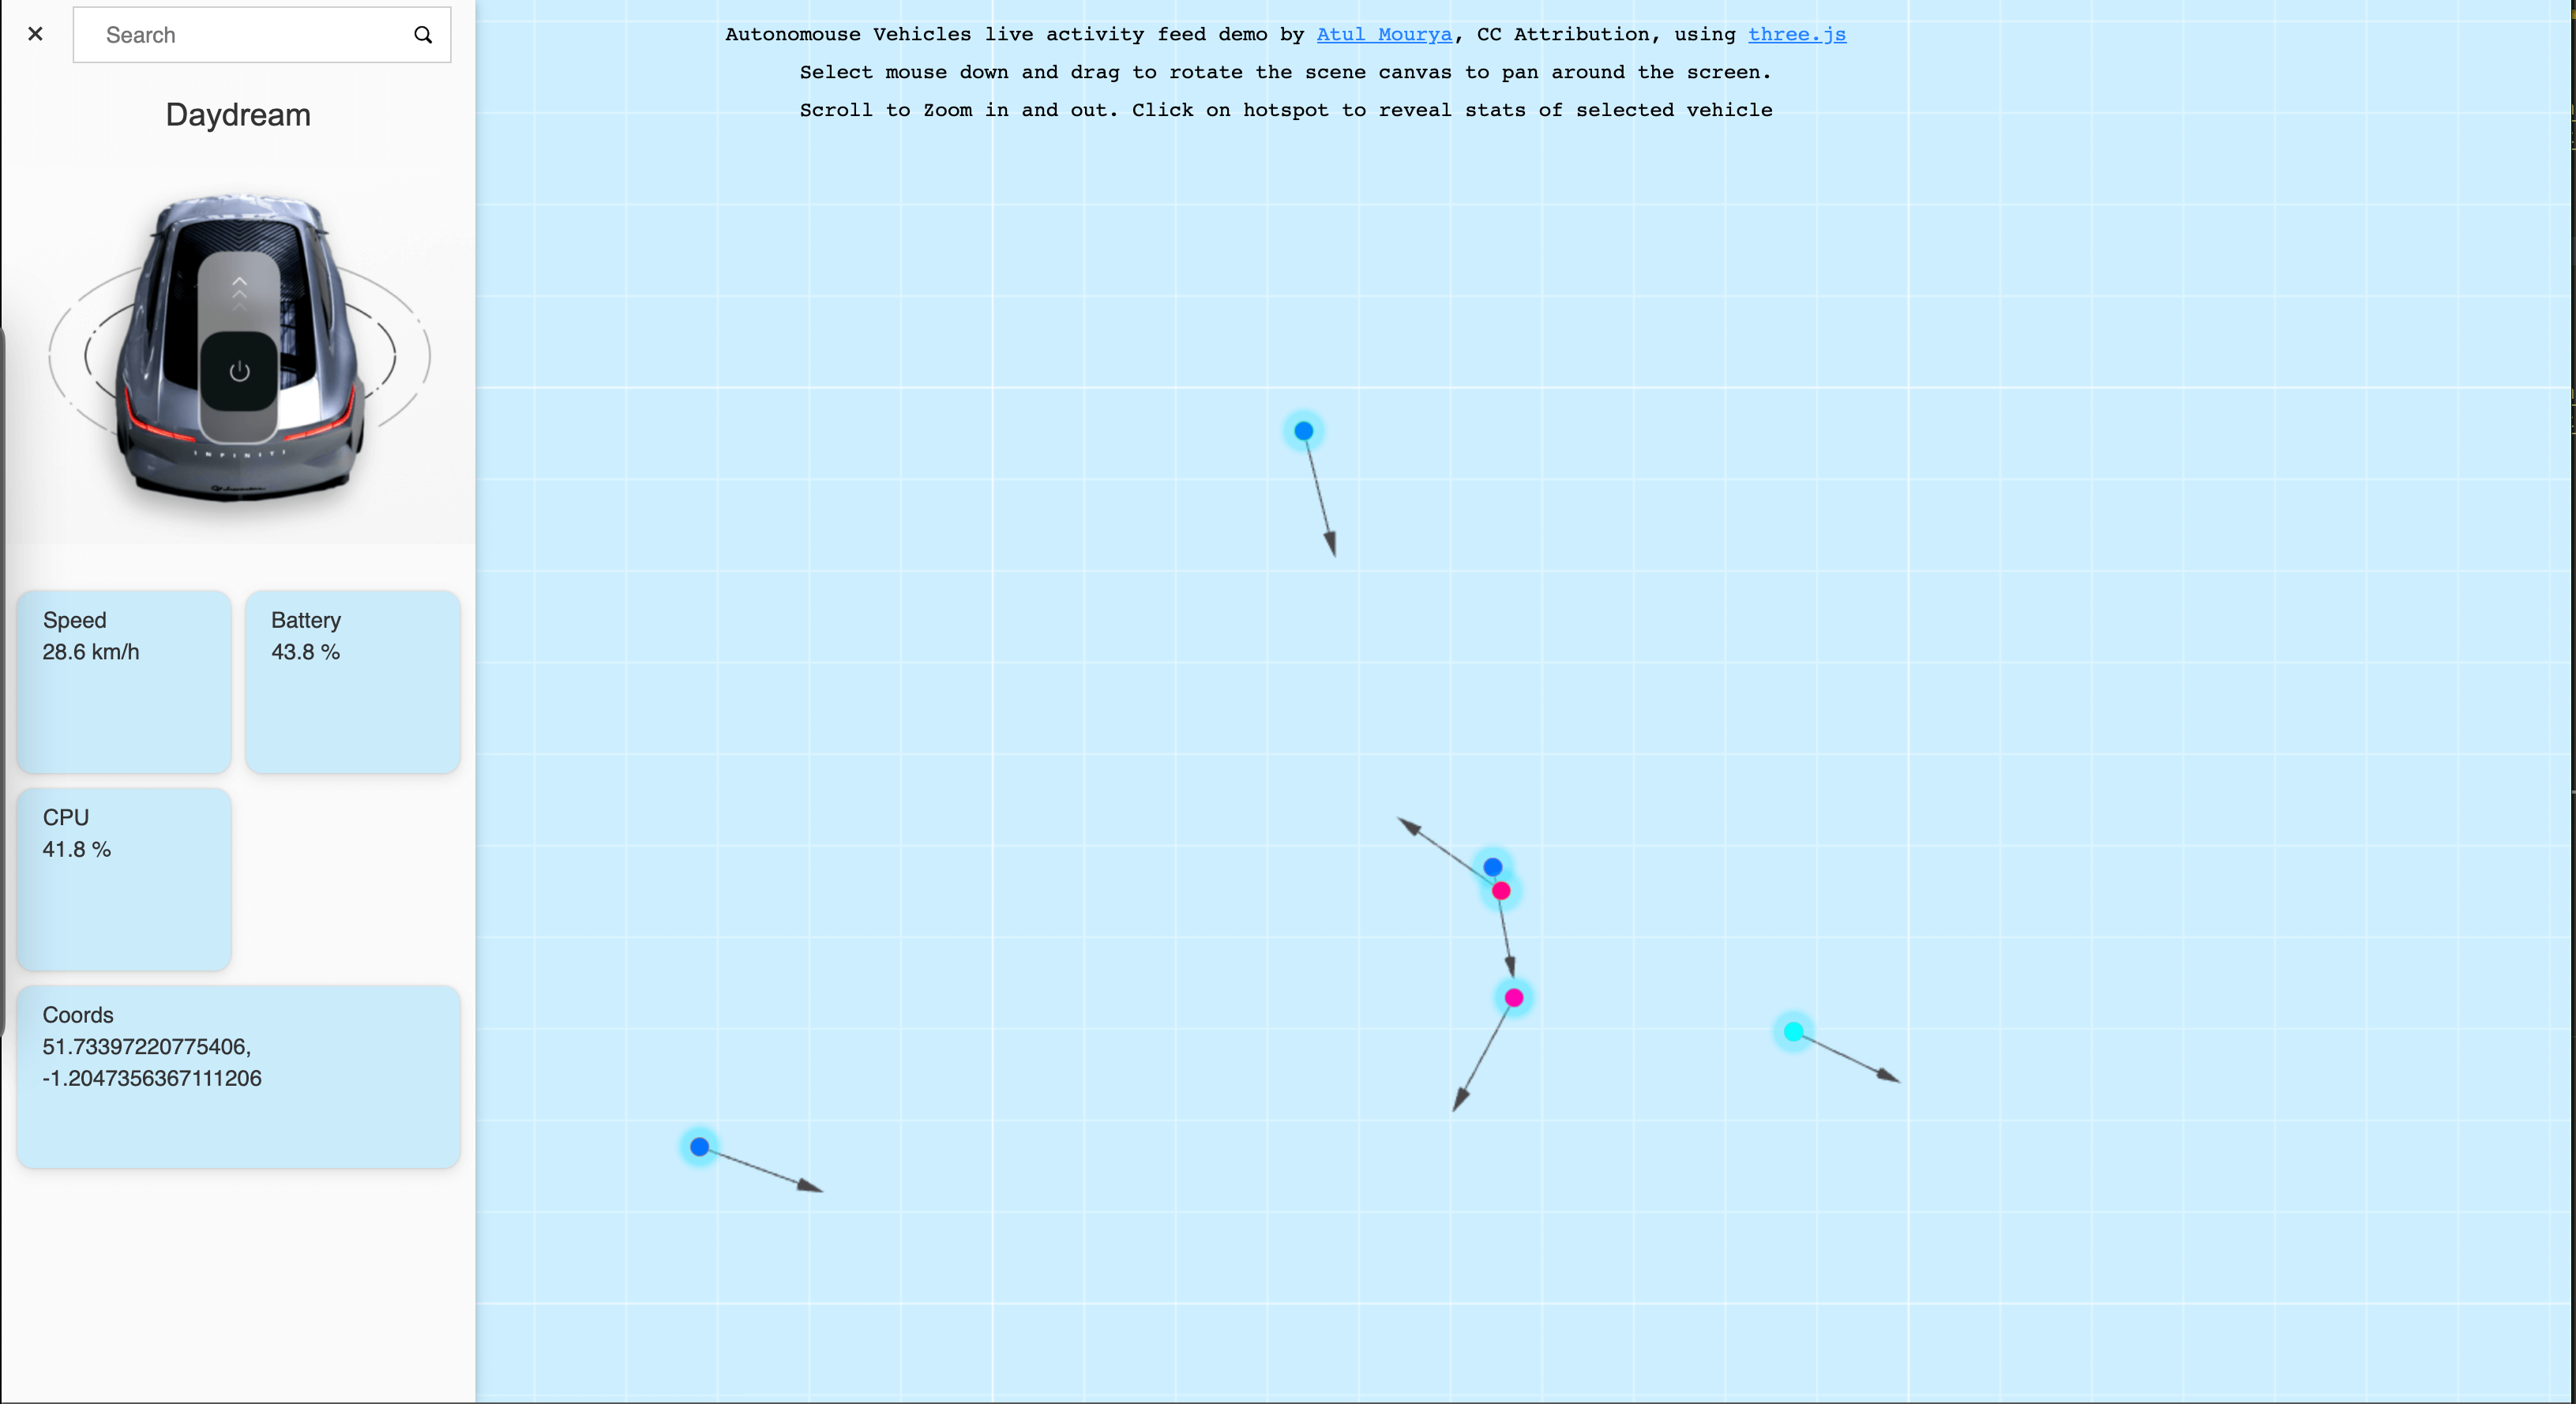 Search
Daydream
INFINITI
Speed
28.6 km/h
Battery
43.8 %
CPU
41.8 %
Coords
51.73397220775406,
-1.2047356367111206
Autonomouse Vehicles live activity feed demo by Atul Mourya, CC Attribution, using three.js
Select mouse down and drag to rotate the scene canvas to pan around the screen.
Scroll to Zoom in and out. Click on hotspot to reveal stats of selected vehicle